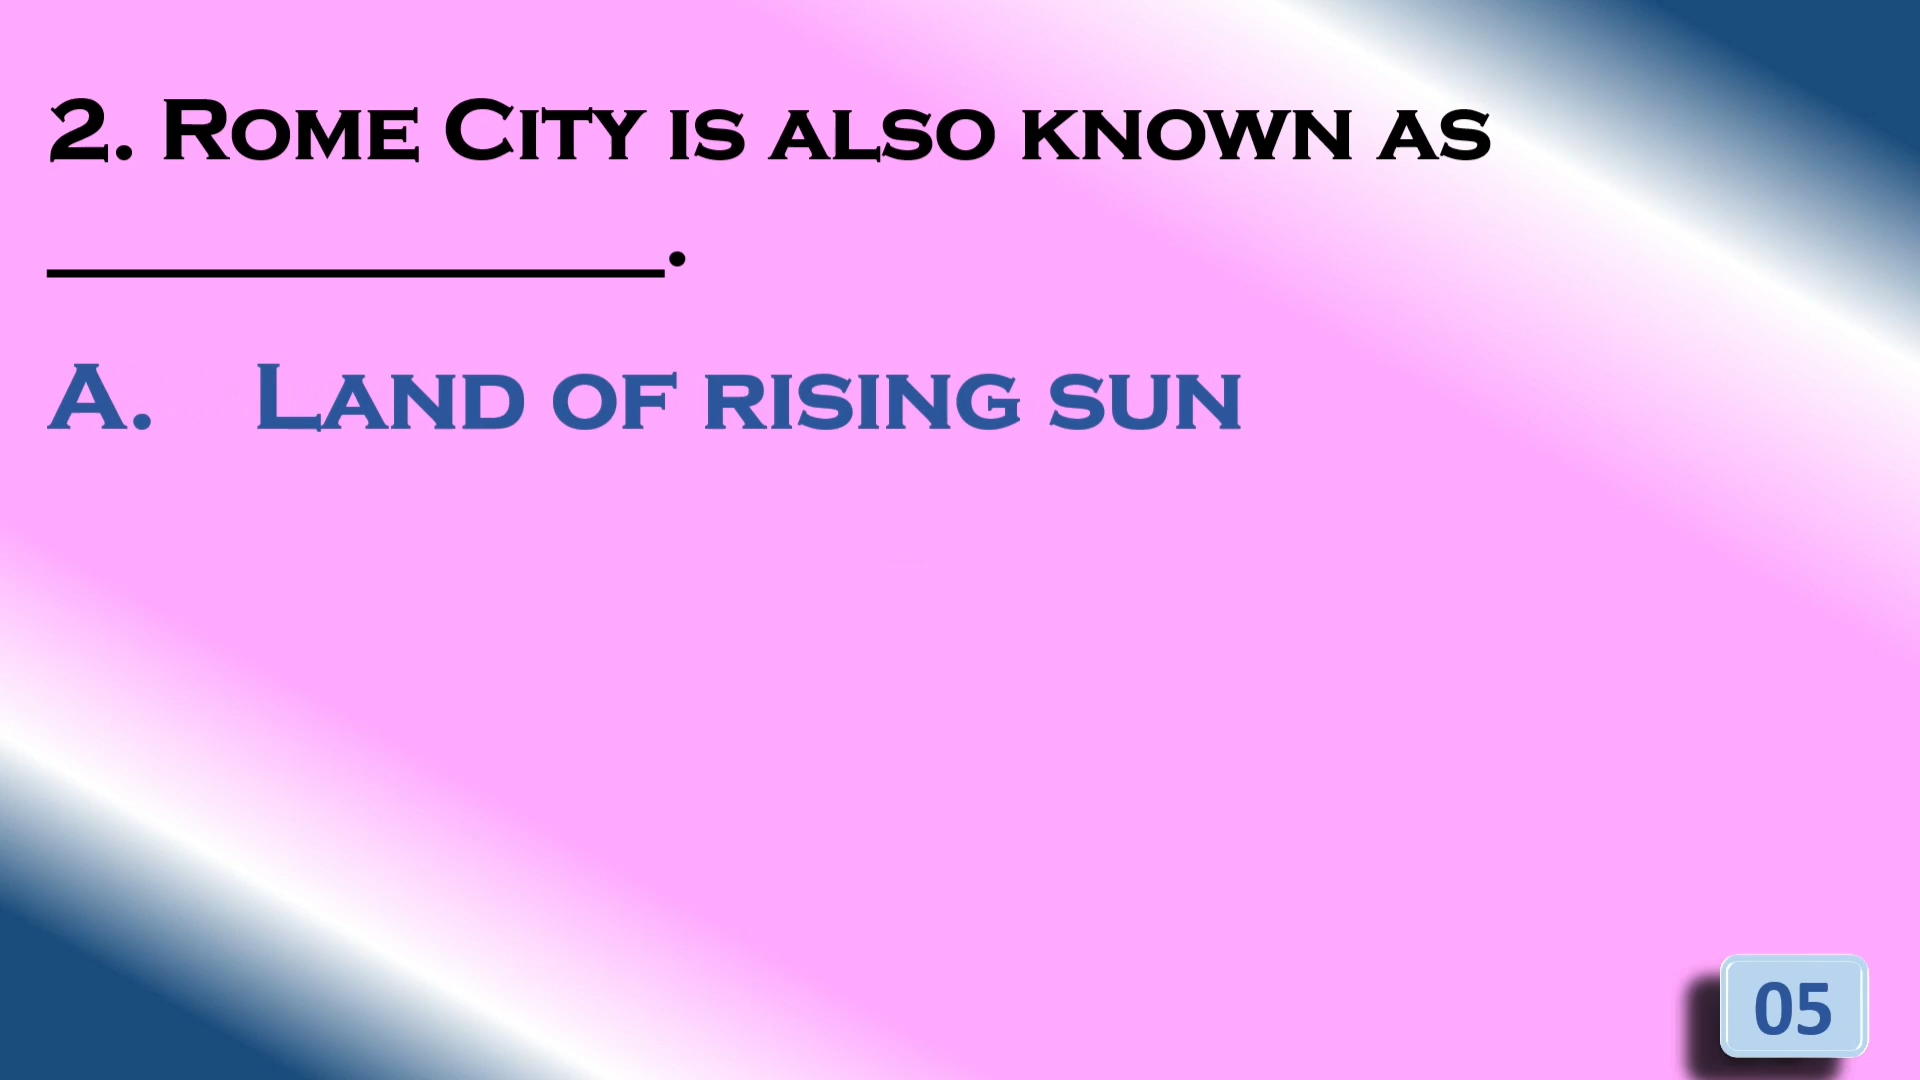 2. Rome City is also known as
______________.
A. Land of rising sun
05